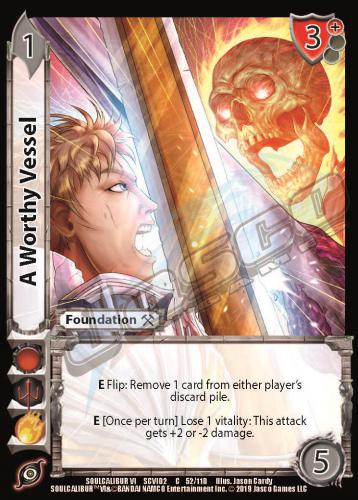 1
3
+
A Worthy Vessel
Foundation
E Flip: Remove 1 card from either player's
discard pile.
E [Once per turn] Lose 1 vitality: This attack
gets +2 or -2 damage.
5
SOULCALIBUR VI SCVI02 C 52/110 Illus. Jason Cardy
SOULCALIBUR™VI&©BANDAI NAMCO Entertainment Inc. © 2019 Jasco Games LLC